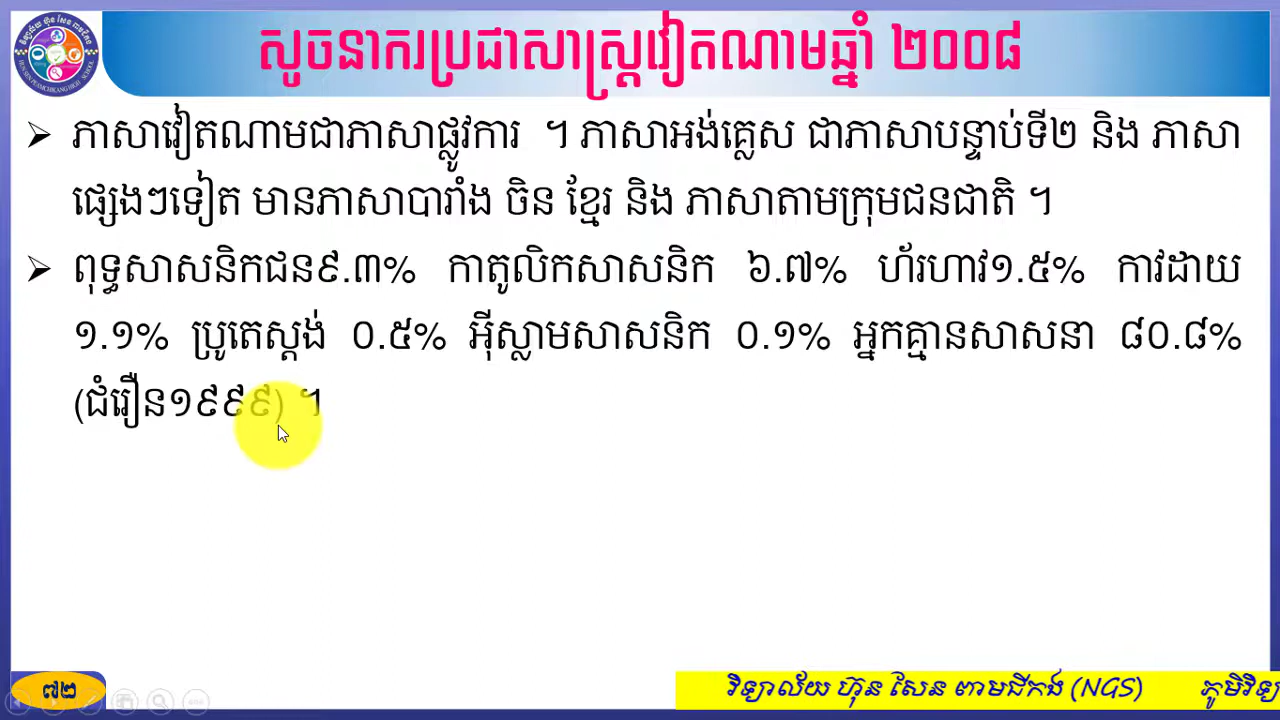 សូចនាករប្រជាសាស្ត្រវៀតណាមឆ្នាំ ២០០៨
ភាសាវៀតណាមជាភាសាផ្លូវការ ។ ភាសាអង់គ្លេស ជាភាសាបន្ទាប់ទី២ និង ភាសា
ផ្សេងៗទៀត មានភាសាបារាំង ចិន ខ្មែរ និង ភាសាតាមក្រុមជនជាតិ ។
ពុទ្ធសាសនិកជន៩.៣% កាតូលិកសាសនិក ៦.៧% ហ័រហាវ១.៥% កាវដាយ
១.១% ប្រូតេស្តង់ 0.៥% អ៊ីស្លាមសាសនិក 0.១% អ្នកគ្មានសាសនា ៨0.៨%
(ជំរឿន១៩៩៩) ។
៧២
វិទ្យាល័យ ហ៊ុន សែន ពាមជីកង (NGS) ភូមិវិទ្យ